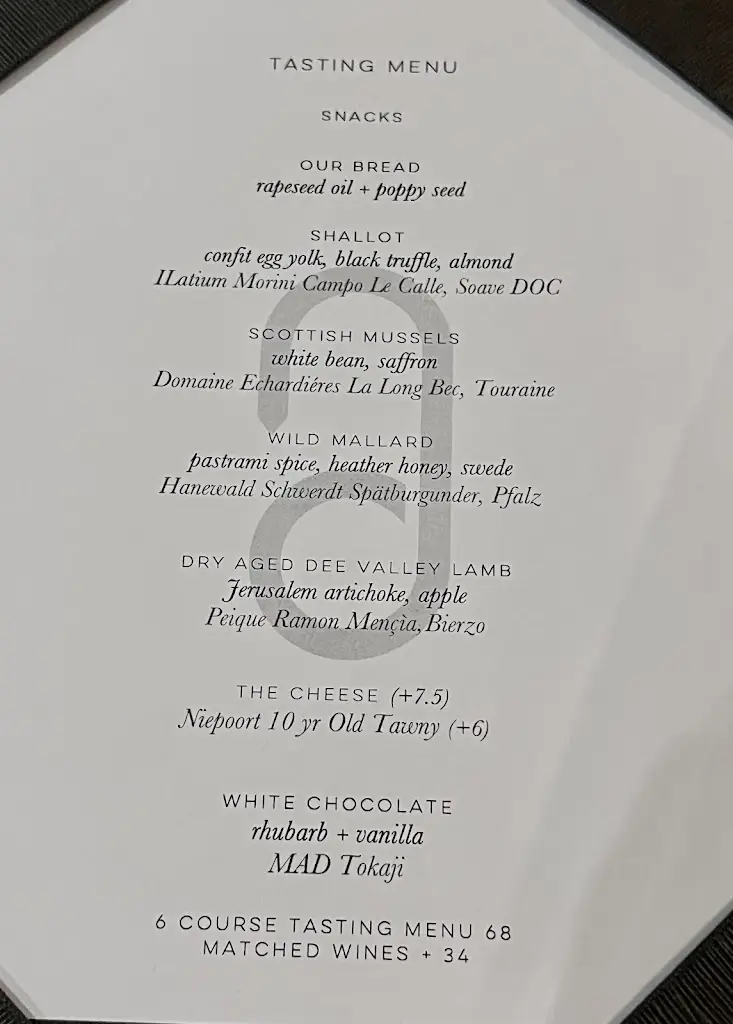 TASTING MENU
SNACKS
OUR BREAD
rapeseed oil + poppy seed
SHALLOT
confit egg yolk, black truffle, almond
ILatium Morini Campo Le Calle, Soave DOC
SCOTTISH MUSSELS
white bean, saffron
Domaine Echardiéres La Long Bec, Touraine
WILD MALLARD
pastrami spice, heather honey, swede
Hanewald Schwerdt Spätburgunder, Pfalz
DRY AGED DEE VALLEY LAMB
Jerusalem artichoke, apple
Peique Ramon Mençìa, Bierzo
THE CHEESE (+7.5)
Niepoort 10 yr Old Tawny (+6)
WHITE CHOCOLATE
rhubarb + vanilla
MAD Tokaji
6 COURSE TASTING MENU 68
MATCHED WINES + 34